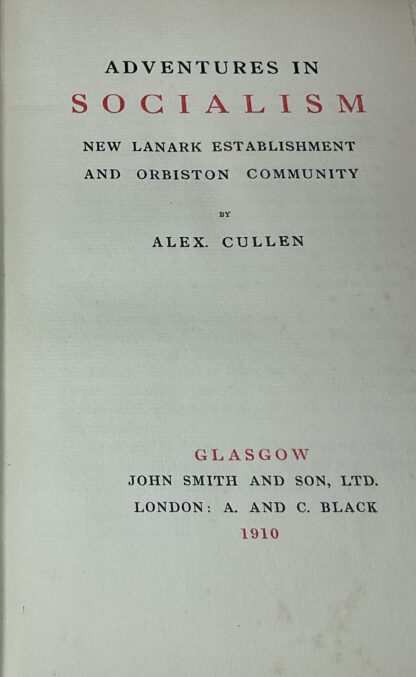 ADVENTURES IN
SOCIALISM
NEW LANARK ESTABLISHMENT
AND ORBISTON COMMUNITY
BY
ALEX. CULLEN
GLASGOW
JOHN SMITH AND SON, LTD.
LONDON: A. AND C. BLACK
1910